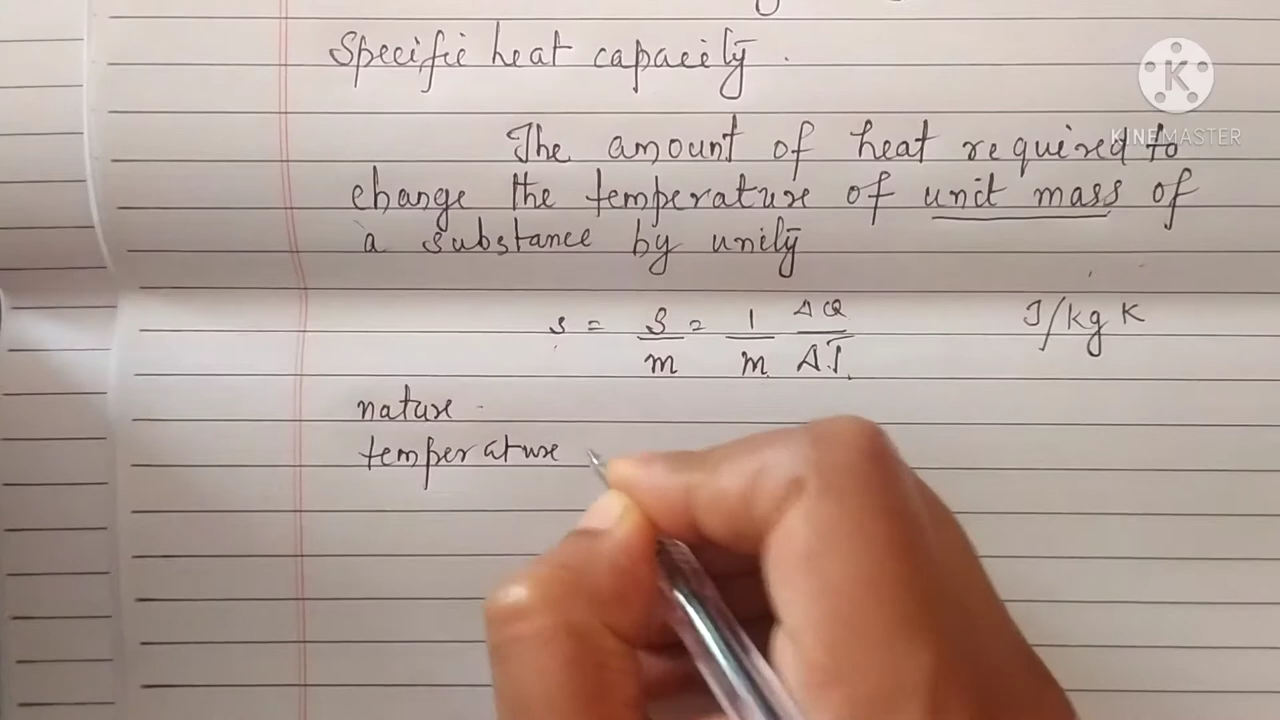 Specific heat capacity.
K
KINEMASTER
The amount of heat required to
change the temperature of unit mass of
a substance by unity
s = S/m = 1/m ΔQ/ΔT J/kg K
nature
temperature